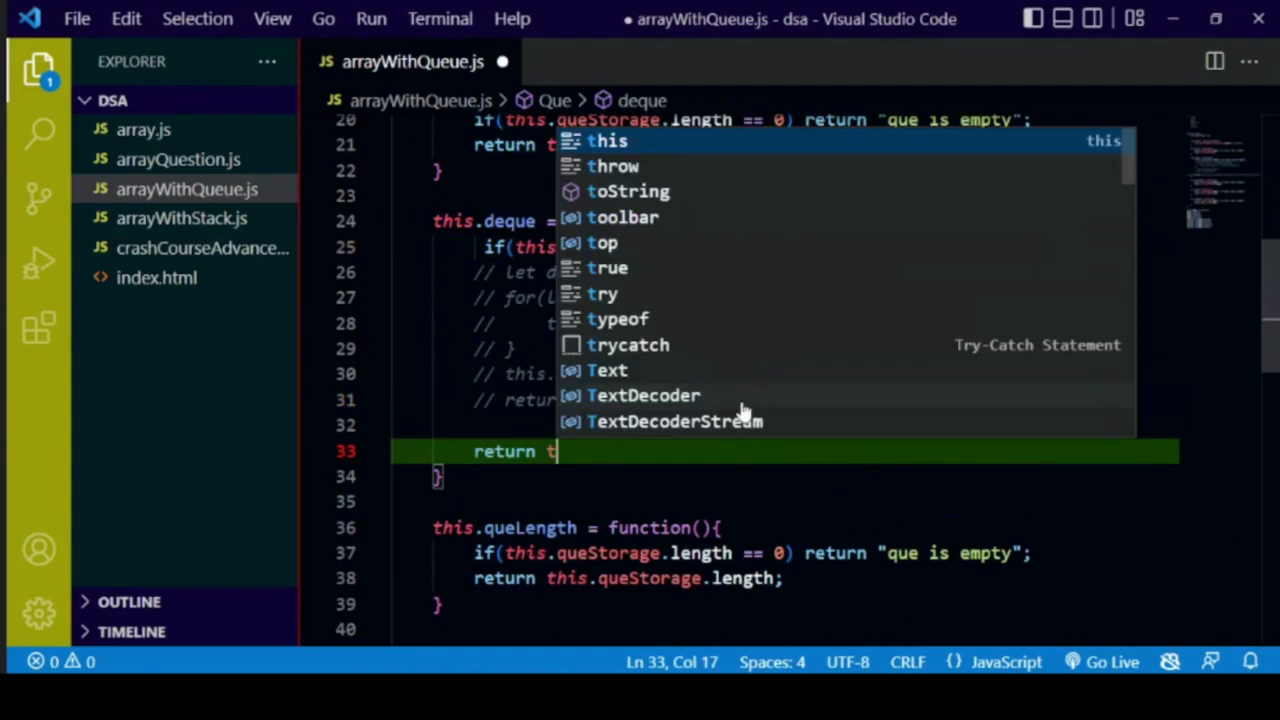 File Edit Selection View Go Run Terminal Help ● arrayWithQueue.js - dsa - Visual Studio Code
EXPLORER
JS arrayWithQueue.js
1
DSA
JS arrayWithQueue.js > Que > deque
JS array.js
JS arrayQuestion.js
JS arrayWithQueue.js
JS arrayWithStack.js
JS crashCourseAdvance...
<> index.html
OUTLINE
TIMELINE
20 if(this.queStorage.length == 0) return "que is empty";
21 return t
22 }
23
24 this.deque =
25 if(this
26 // let d
27 // for(
28 // t
29 // }
30 // this.
31 // retur
32
33 return t
34 }
35
36 this.queLength = function(){
37 if(this.queStorage.length == 0) return "que is empty";
38 return this.queStorage.length;
39 }
40
this this
throw
toString
toolbar
top
true
try
typeof
trycatch Try-Catch Statement
Text
TextDecoder
TextDecoderStream
0 0 Ln 33, Col 17 Spaces: 4 UTF-8 CRLF {} JavaScript Go Live